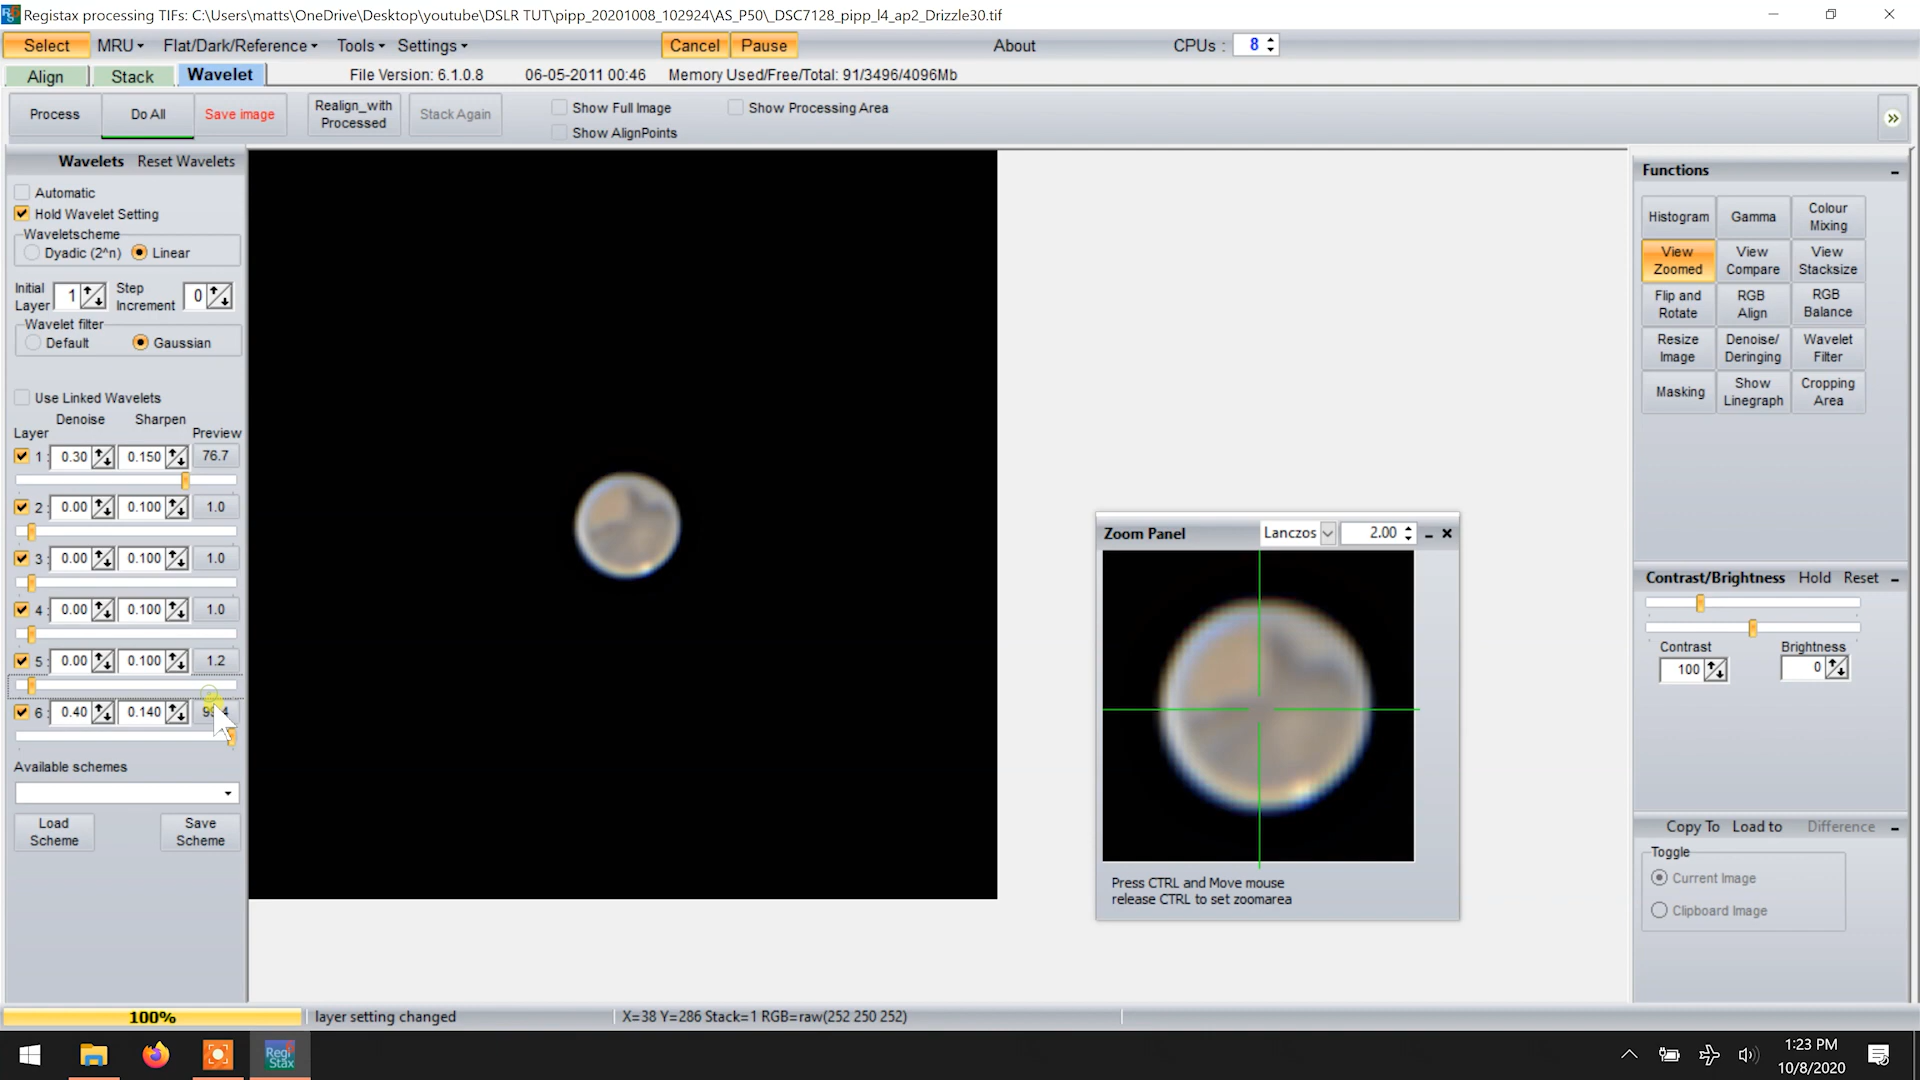 Registax processing TIFs: C:\Users\matts\OneDrive\Desktop\youtube\DSLR TUT\pipp_20201008_102924\AS_P50\_DSC7128_pipp_l4_ap2_Drizzle30.tif
Select MRU Flat/Dark/Reference Tools Settings Cancel Pause About CPUs : 8
Align Stack Wavelet File Version: 6.1.0.8 06-05-2011 00:46 Memory Used/Free/Total: 91/3496/4096Mb
Process Do All Save image Realign_with Processed Stack Again Show Full Image Show Processing Area
Show AlignPoints
Wavelets Reset Wavelets
Automatic
Hold Wavelet Setting
Waveletscheme
Dyadic (2^n) Linear
Initial Layer 1 Step Increment 0
Wavelet filter
Default Gaussian
Use Linked Wavelets
Denoise Sharpen
Layer Preview
1 : 0.30 0.150 76.7
2 : 0.00 0.100 1.0
3 : 0.00 0.100 1.0
4 : 0.00 0.100 1.0
5 : 0.00 0.100 1.2
6 : 0.40 0.140
Available schemes
Load Scheme Save Scheme
Zoom Panel Lanczos 2.00
Press CTRL and Move mouse
release CTRL to set zoomarea
Functions
Histogram Gamma Colour Mixing
View Zoomed View Compare View Stacksize
Flip and Rotate RGB Align RGB Balance
Resize Image Denoise/ Deringing Wavelet Filter
Masking Show Linegraph Cropping Area
Contrast/Brightness Hold Reset
Contrast Brightness
100 0
Copy To Load to Difference
Toggle
Current Image
Clipboard Image
100% layer setting changed X=38 Y=286 Stack=1 RGB=raw(252 250 252)
Regi Stax
1:23 PM
10/8/2020